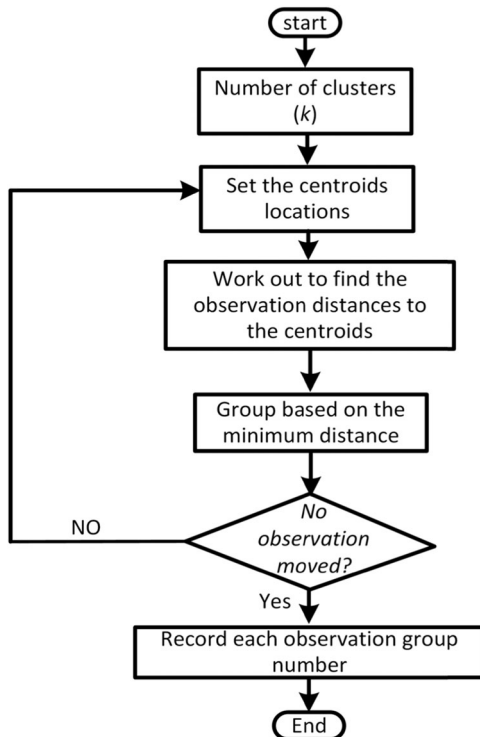 start
Number of clusters
(k)
Set the centroids
locations
Work out to find the
observation distances to
the centroids
Group based on the
minimum distance
No
observation
moved?
NO
Yes
Record each observation group
number
End